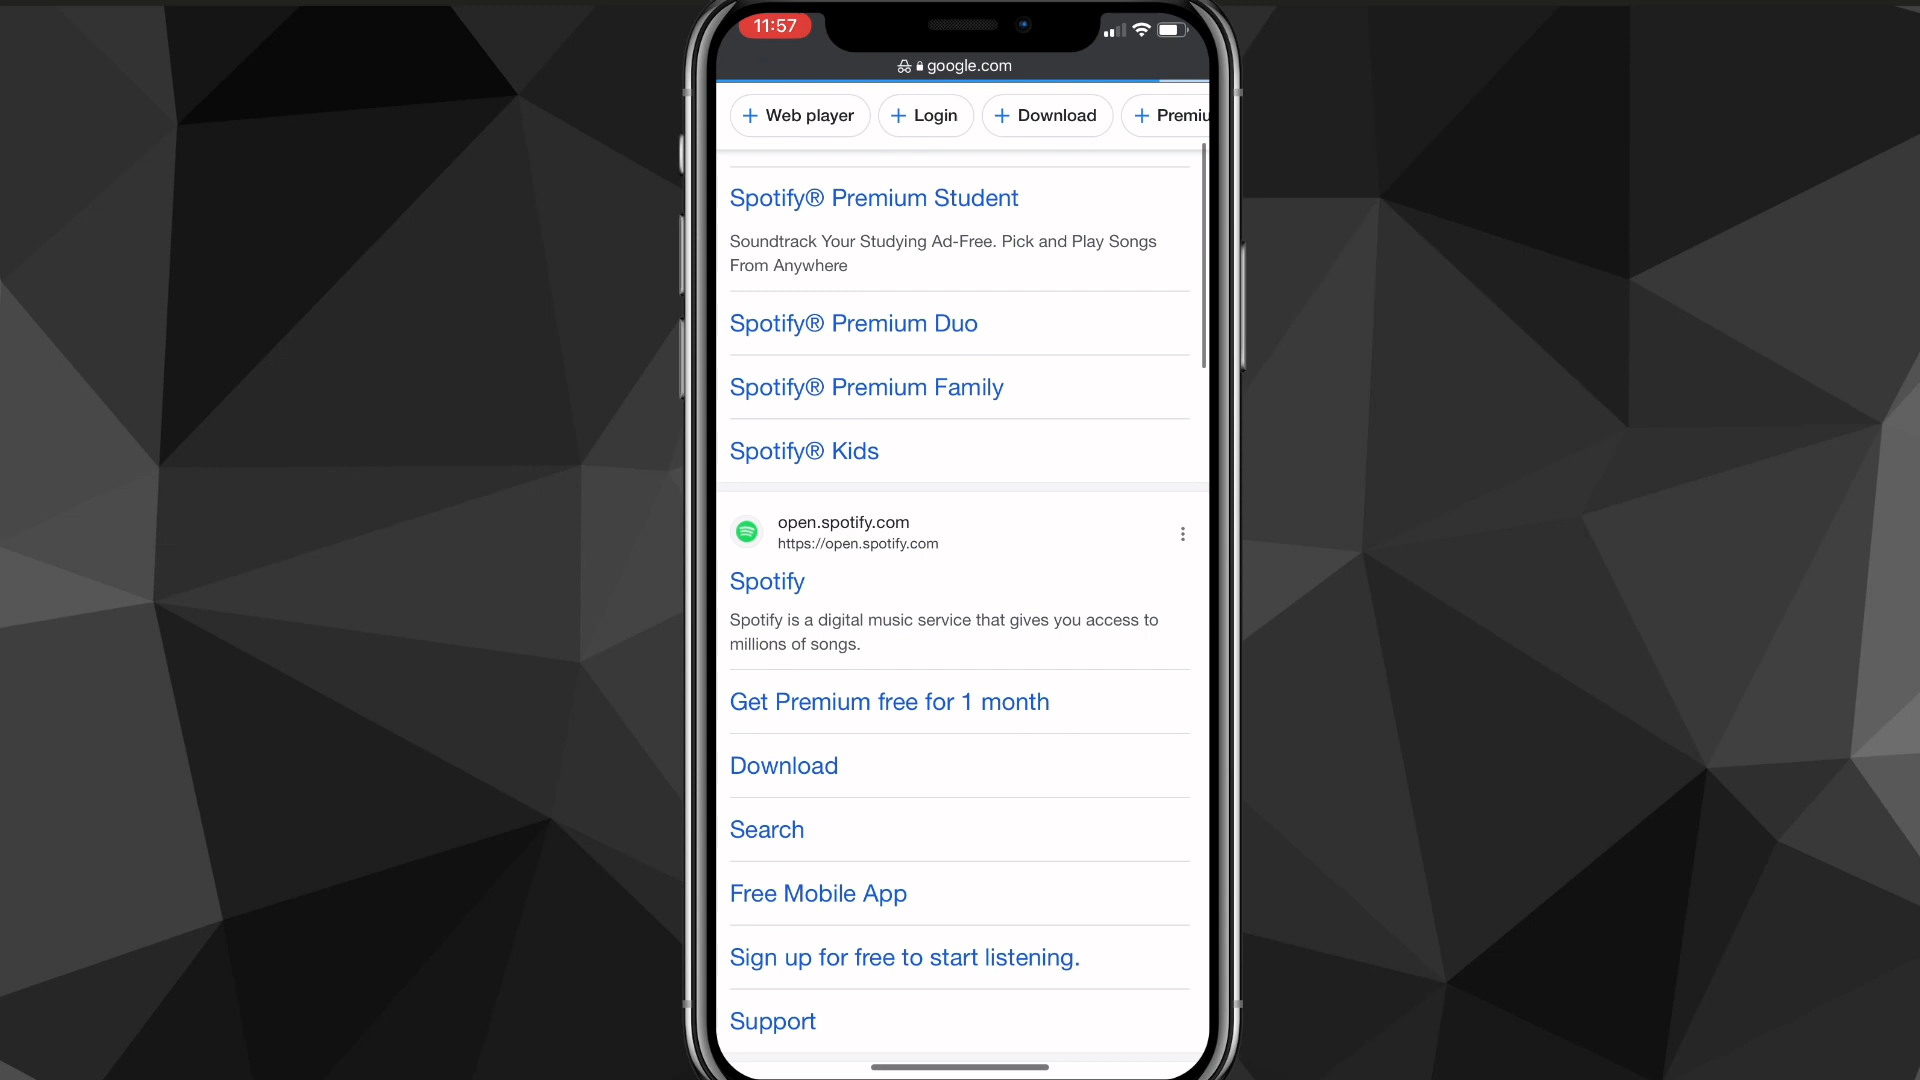 11:57
google.com
+ Web player
+ Login
+ Download
+ Premiu
Spotify® Premium Student
Soundtrack Your Studying Ad-Free. Pick and Play Songs
From Anywhere
Spotify® Premium Duo
Spotify® Premium Family
Spotify® Kids
open.spotify.com
https://open.spotify.com
Spotify
Spotify is a digital music service that gives you access to
millions of songs.
Get Premium free for 1 month
Download
Search
Free Mobile App
Sign up for free to start listening.
Support